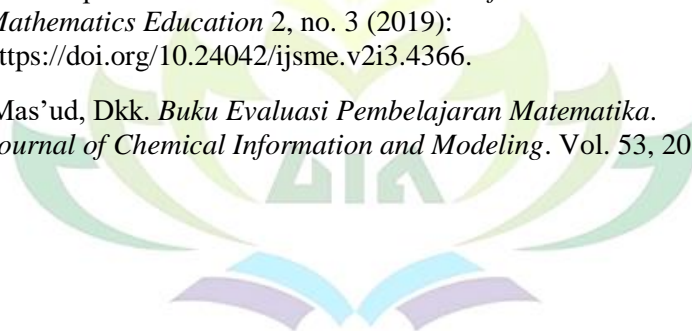 Mathematics Education 2, no. 3 (2019):
ttps://doi.org/10.24042/ijsme.v2i3.4366.
Mas'ud, Dkk. Buku Evaluasi Pembelajaran Matematika.
ournal of Chemical Information and Modeling. Vol. 53, 20